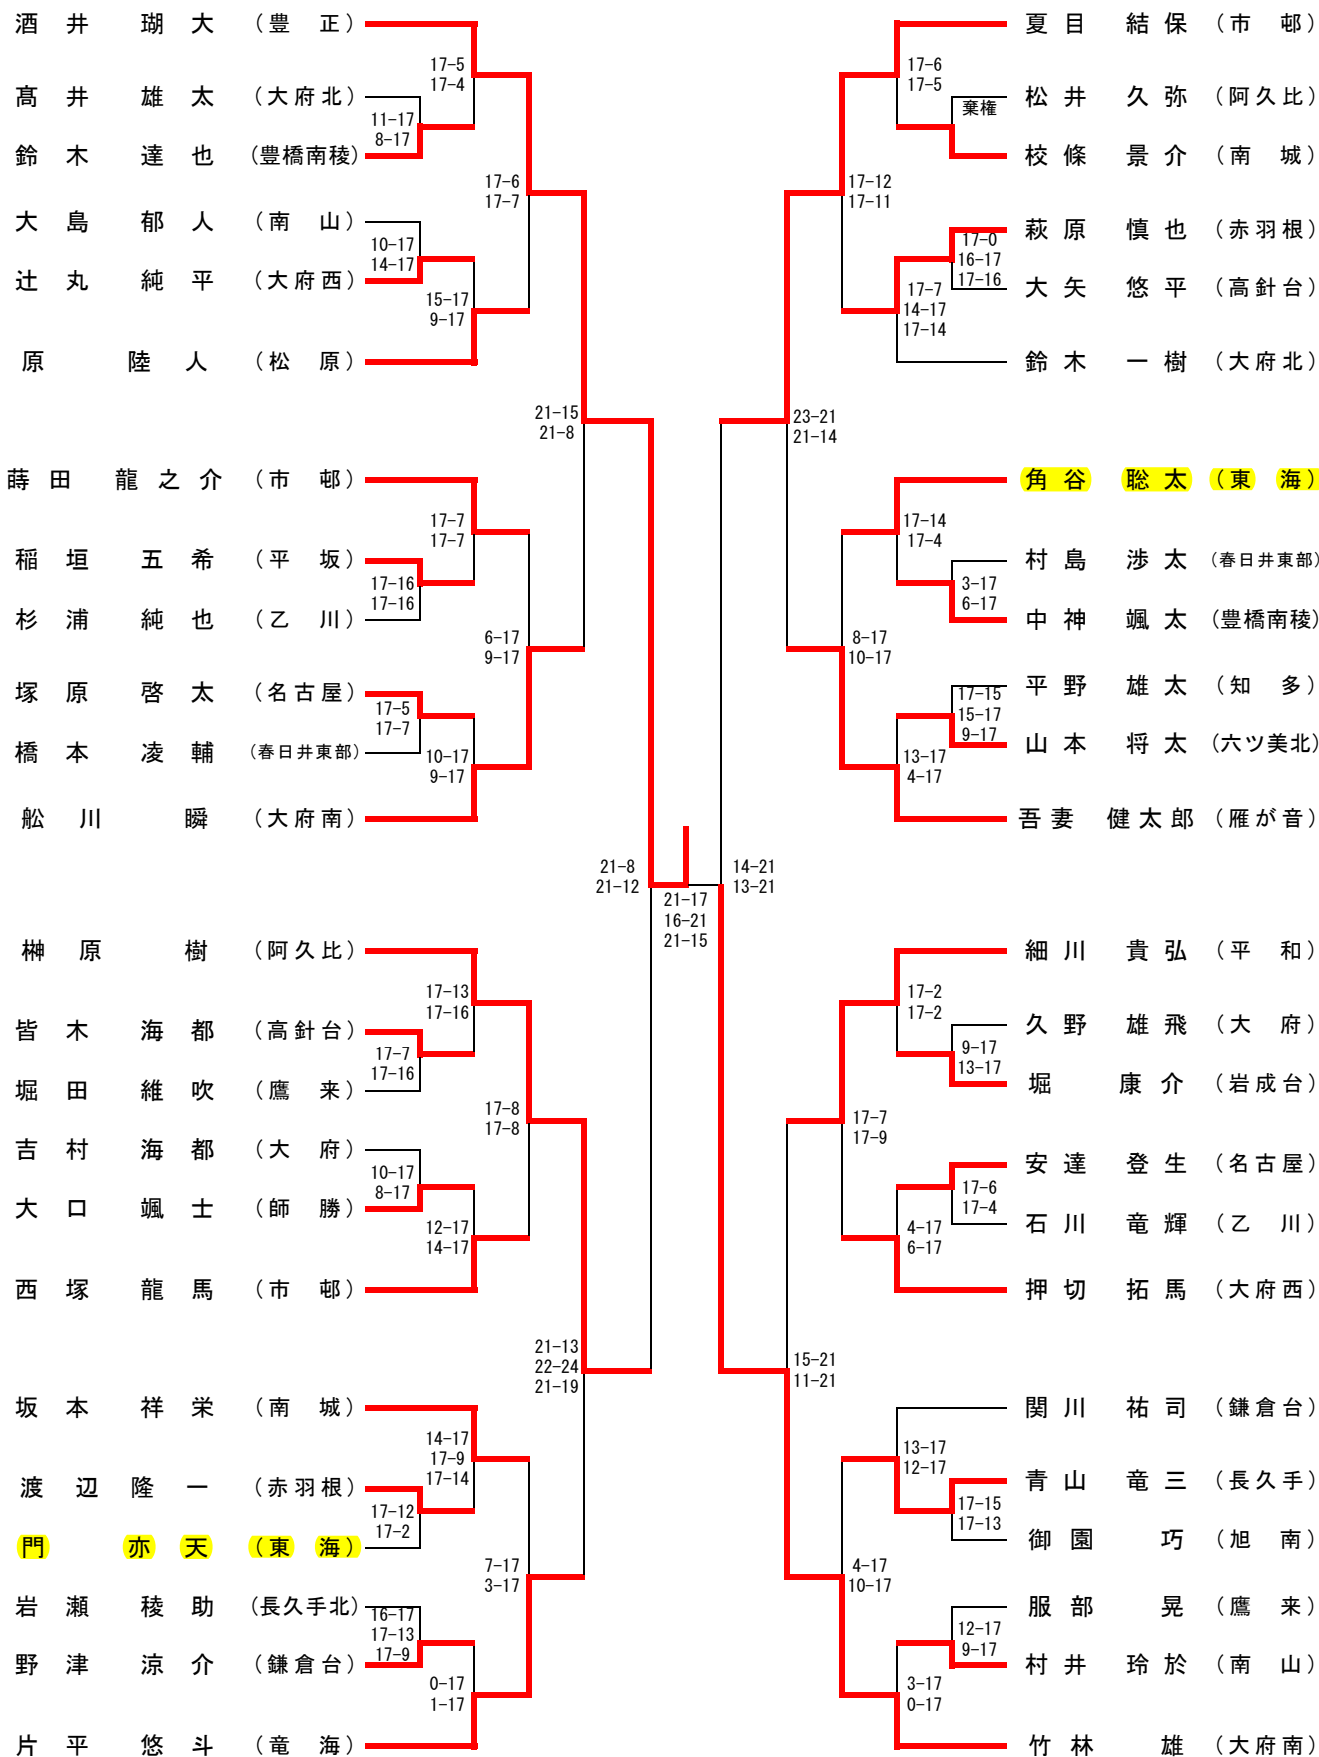 酒井 瑚大 (豊 正)
17-5
17-4
髙井 雄太 (大府北)
11-17
8-17
鈴木 達也 (豊橋南稜)
17-6
17-7
大島 郁人 (南 山)
10-17
14-17
辻丸 純平 (大府西)
15-17
9-17
原 陸人 (松 原)
21-15
21-8
蒔田 龍之介 (市 邨)
17-7
17-7
稲垣 五希 (平 坂)
17-16
17-16
杉浦 純也 (乙 川)
6-17
9-17
塚原 啓太 (名古屋)
17-5
17-7
橋本 凌輔 (春日井東部)
10-17
9-17
舩川 瞬 (大府南)
21-8
21-12
榊原 樹 (阿久比)
17-13
17-16
皆木 海都 (高針台)
17-7
17-16
堀田 維吹 (鷹 来)
17-8
17-8
吉村 海都 (大 府)
10-17
8-17
大口 颯士 (師 勝)
12-17
14-17
西塚 龍馬 (市 邨)
21-13
22-24
21-19
坂本 祥栄 (南 城)
14-17
17-9
17-14
渡辺 隆一 (赤羽根)
17-12
17-2
門 亦天 (東 海)
7-17
3-17
岩瀬 稜助 (長久手北)
16-17
17-13
17-9
野津 涼介 (鎌倉台)
0-17
1-17
片平 悠斗 (竜 海)
21-17
16-21
21-15
夏目 結保 (市 邨)
17-6
17-5
松井 久弥 (阿久比)
棄権
校條 景介 (南 城)
17-12
17-11
萩原 慎也 (赤羽根)
17-0
16-17
17-16
大矢 悠平 (高針台)
17-7
14-17
17-14
鈴木 一樹 (大府北)
23-21
21-14
角谷 聡太 (東 海)
17-14
17-4
村島 渉太 (春日井東部)
3-17
6-17
中神 颯太 (豊橋南稜)
8-17
10-17
平野 雄太 (知 多)
17-15
15-17
9-17
山本 将太 (六ツ美北)
13-17
4-17
吾妻 健太郎 (雁が音)
14-21
13-21
細川 貴弘 (平 和)
17-2
17-2
久野 雄飛 (大 府)
9-17
13-17
堀 康介 (岩成台)
17-7
17-9
安達 登生 (名古屋)
17-6
17-4
石川 竜輝 (乙 川)
4-17
6-17
押切 拓馬 (大府西)
15-21
11-21
関川 祐司 (鎌倉台)
13-17
12-17
青山 竜三 (長久手)
17-15
17-13
御園 巧 (旭 南)
4-17
10-17
服部 晃 (鷹 来)
12-17
9-17
村井 玲於 (南 山)
3-17
0-17
竹林 雄 (大府南)